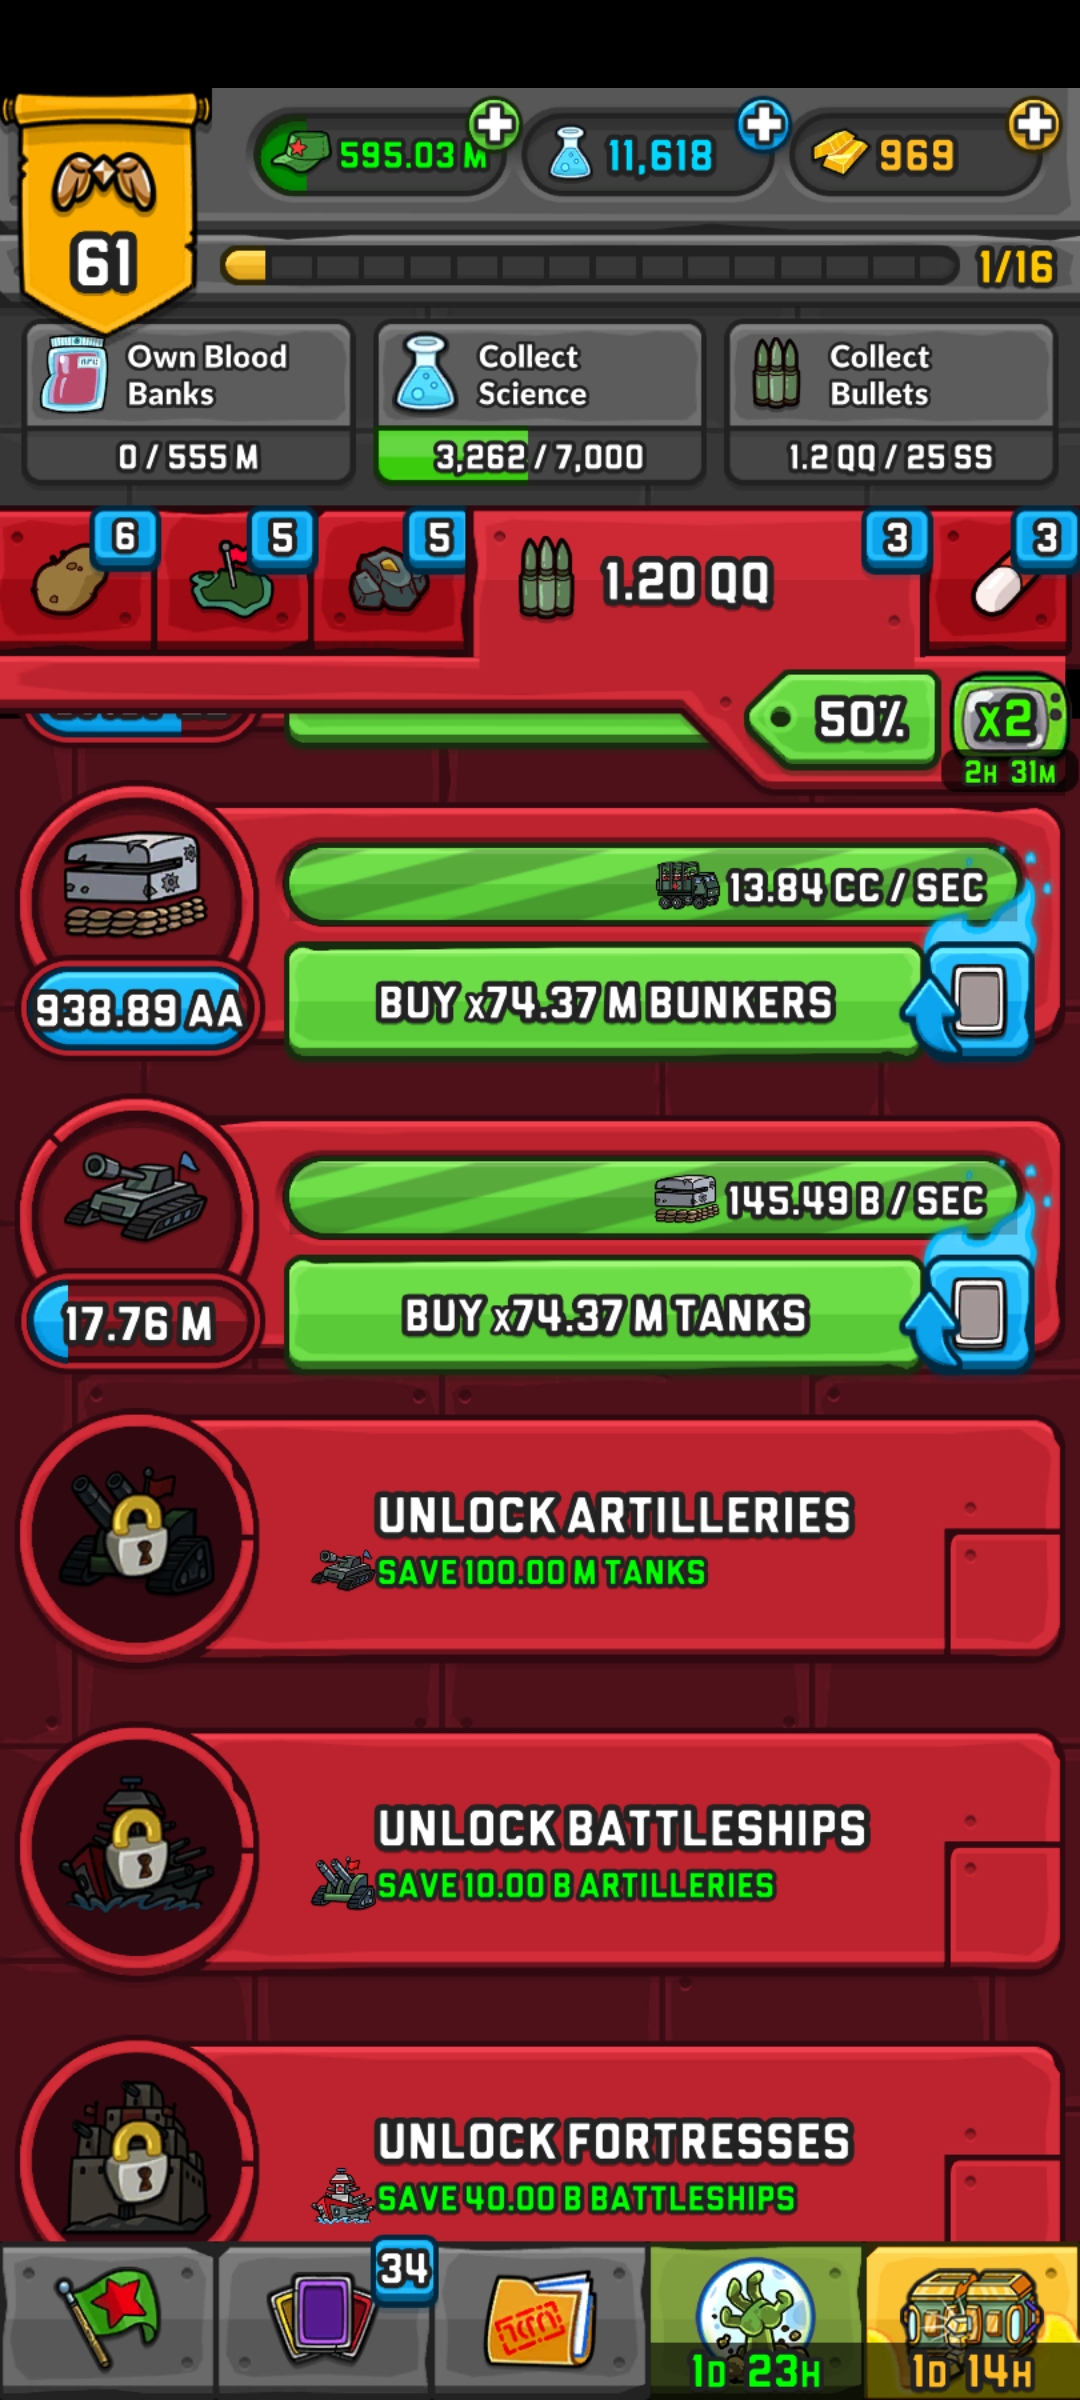 595.03 M
11,618
969
61
1/16
Own Blood
Banks
0 / 555 M
Collect
Science
3,262 / 7,000
Collect
Bullets
1.2 QQ / 25 SS
6
5
5
1.20 QQ
3
3
50%
x2
2H 31M
13.84 CC / SEC
938.89 AA
BUY x74.37 M BUNKERS
145.49 B / SEC
17.76 M
BUY x74.37 M TANKS
UNLOCK ARTILLERIES
SAVE 100.00 M TANKS
UNLOCK BATTLESHIPS
SAVE 10.00 B ARTILLERIES
UNLOCK FORTRESSES
SAVE 40.00 B BATTLESHIPS
34
1D 23H
1D 14H